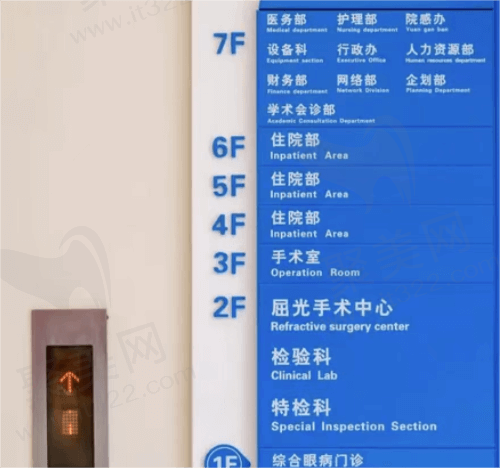 7F
医务部 护理部 院感办
Medical department Nursing department Yuan gan ban
设备科 行政办 人力资源部
Equipment section Executive Office Human resources department
财务部 网络部 企划部
Finance department Network Division Planning Department
学术会诊部
Academic Consultation Department
6F 住院部
Inpatient Area
5F 住院部
Inpatient Area
4F 住院部
Inpatient Area
3F 手术室
Operation Room
2F 屈光手术中心
Refractive surgery center
检验科
Clinical Lab
特检科
Special Inspection Section
1F 综合眼病门诊